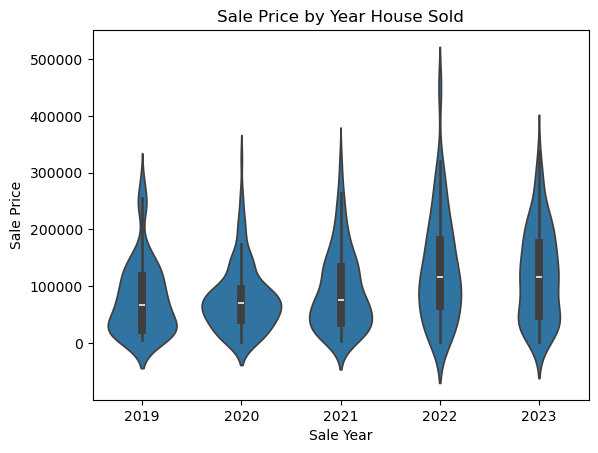 Sale Price by Year House Sold
500000
400000
300000
200000
100000
0
Sale Price
2019 2020 2021 2022 2023
Sale Year